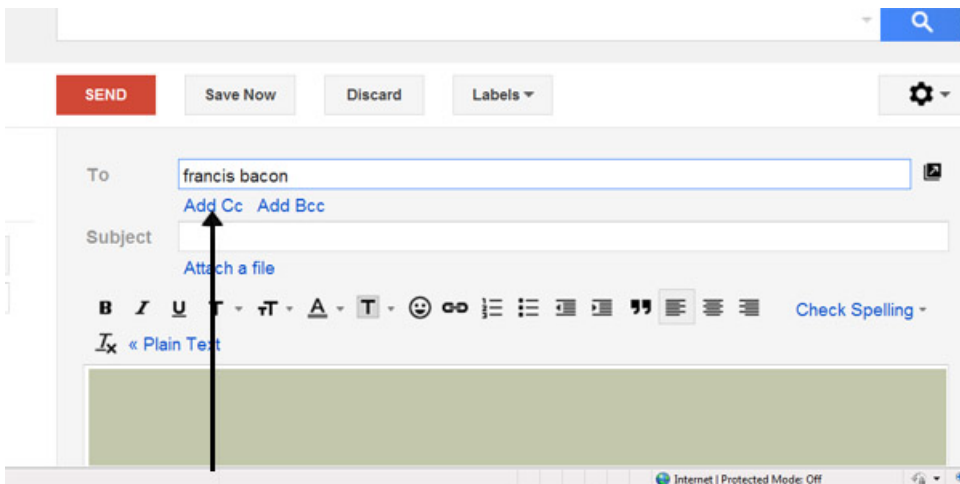 SEND Save Now Discard Labels
To francis bacon
Add Cc Add Bcc
Subject
Attach a file
B I U T T A T Check Spelling
Tx « Plain Text
Internet | Protected Mode: Off